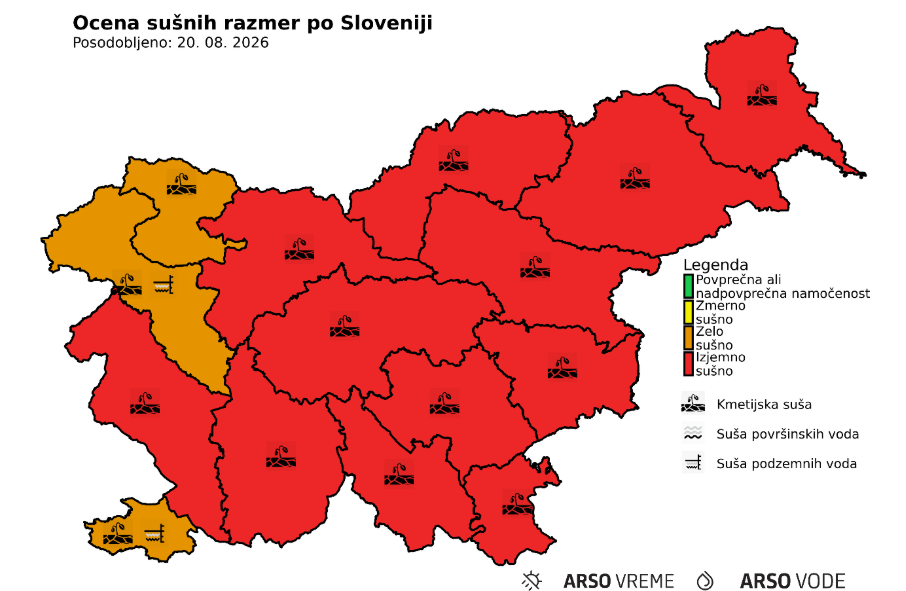 Ocena sušnih razmer po Sloveniji
Posodobljeno: 20. 08. 2026
Legenda
Povprečna ali
nadpovprečna namočenost
Zmerno
sušno
Zelo
sušno
Izjemno
sušno
Kmetijska suša
Suša površinskih voda
Suša podzemnih voda
ARSO VREME
ARSO VODE